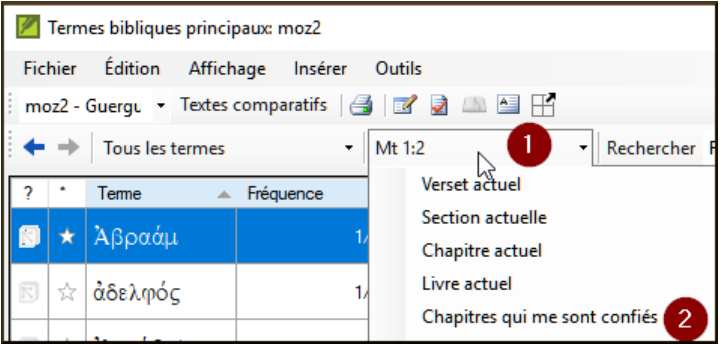 Termes bibliques principaux: moz2
Fichier Édition Affichage Insérer Outils
moz2 - Guergu Textes comparatifs
Tous les termes Mt 1:2 1 Rechercher
? * Terme Fréquence
Verset actuel
Ἀβραάμ 1/
Section actuelle
Chapitre actuel
ἀδελφός 1/
Livre actuel
Chapitres qui me sont confiés 2